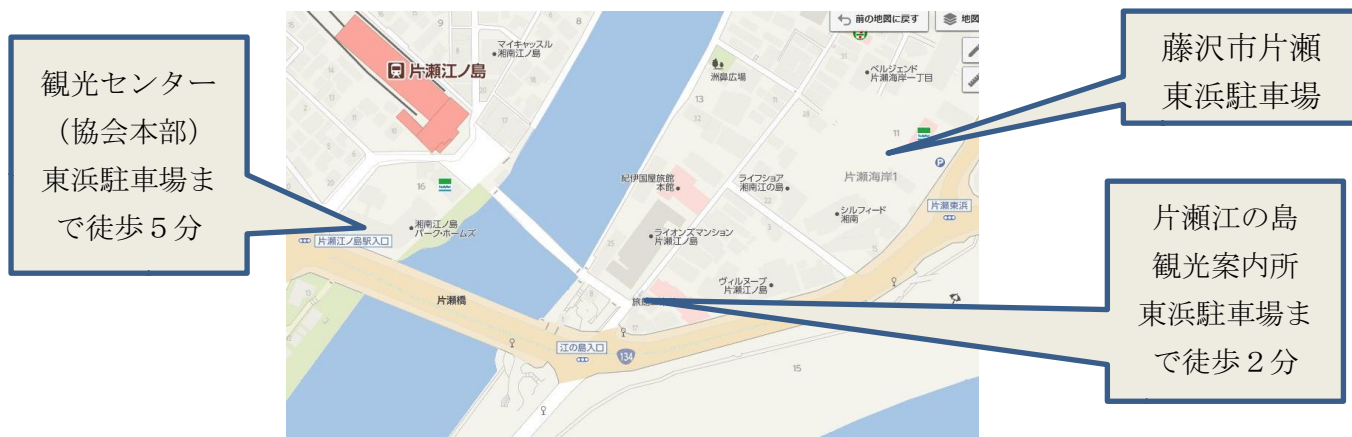 観光センター
（協会本部）
東浜駐車場ま
で徒歩５分
藤沢市片瀬
東浜駐車場
片瀬江の島
観光案内所
東浜駐車場ま
で徒歩２分
前の地図に戻す
地図
9
8
マイキャッスル
湘南江ノ島
片瀬江ノ島
洲鼻広場
ベルジェンド
片瀬海岸一丁目
13
11
16
17
紀伊国屋旅館
本館
ライフショア
湘南江の島
片瀬海岸1
P
湘南江ノ島
パーク・ホームズ
シルフィード
湘南
片瀬東浜
片瀬江ノ島駅入口
22
25
ライオンズマンション
片瀬江ノ島
ヴィルヌーブ
片瀬江ノ島
片瀬橋
江の島入口
134
15